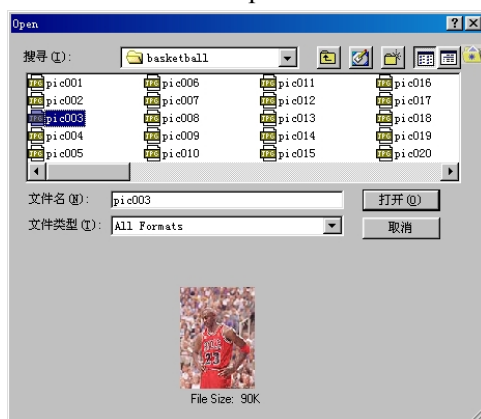 Open
搜寻(I): basketball
pic001 pic006 pic011 pic016
pic002 pic007 pic012 pic017
pic003 pic008 pic013 pic018
pic004 pic009 pic014 pic019
pic005 pic010 pic015 pic020
文件名(N): pic003 打开(O)
文件类型(T): All Formats 取消
File Size: 90K